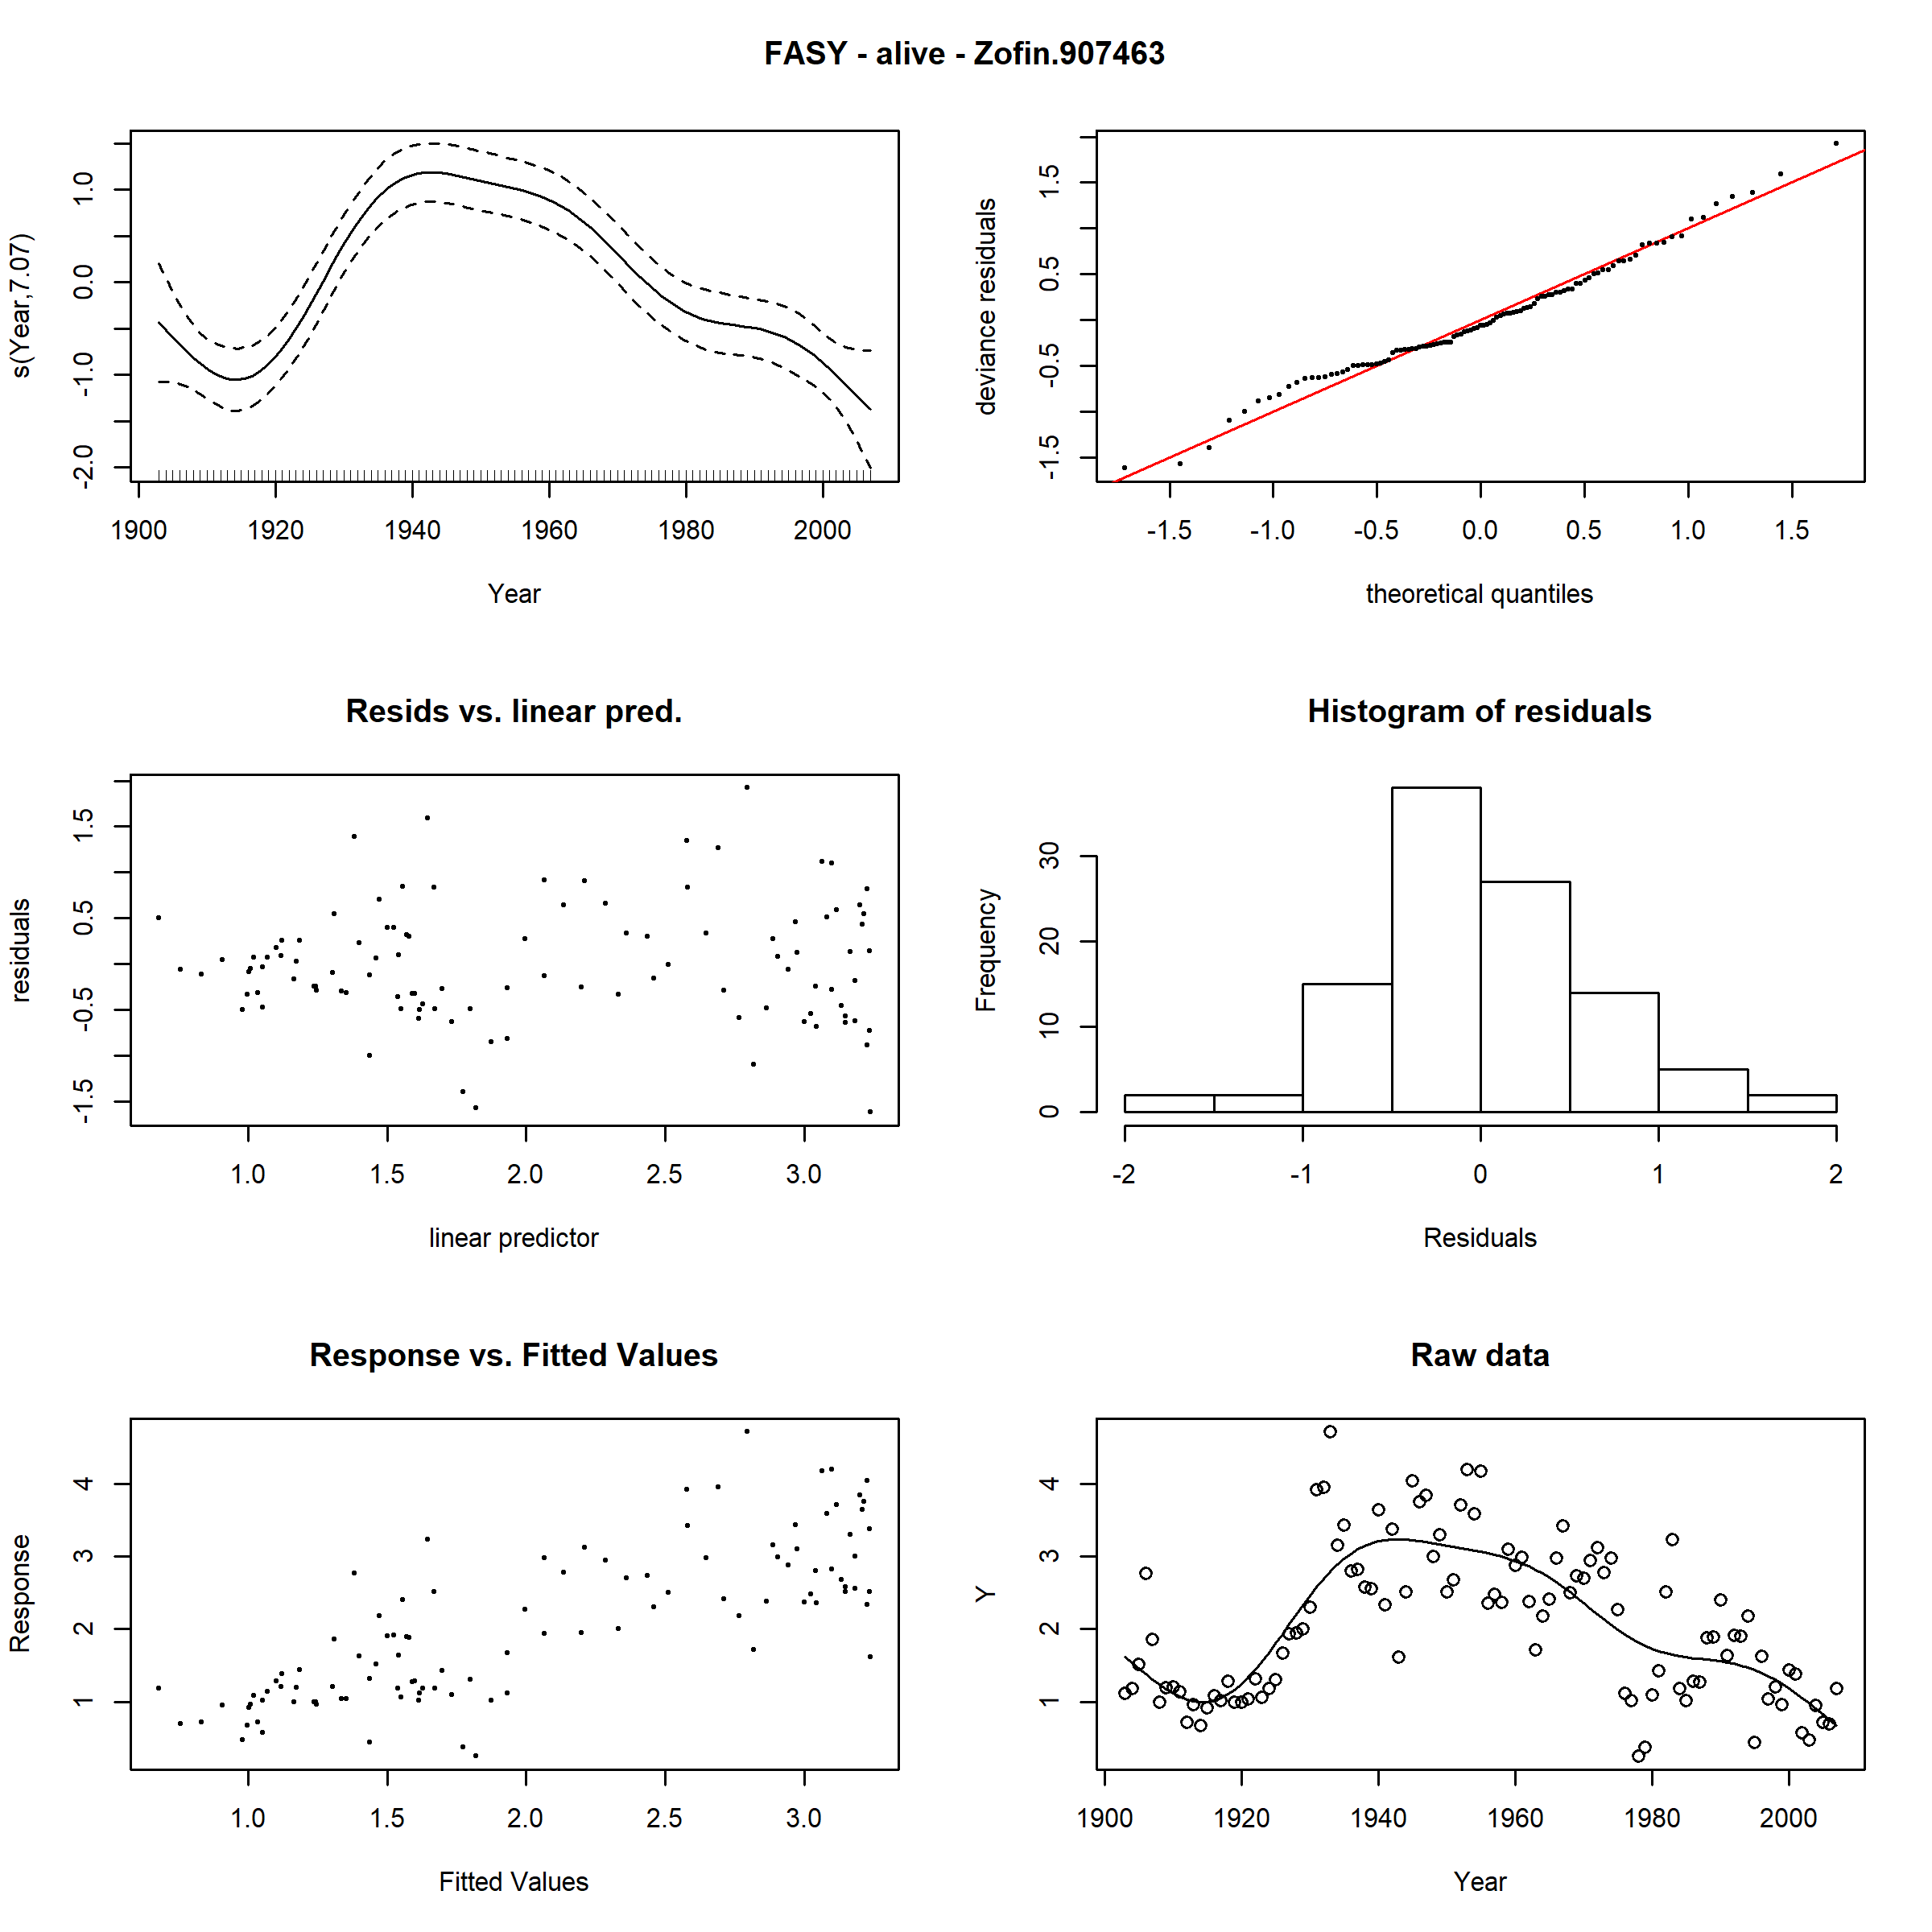 FASY - alive - Zofin.907463
s(Year,7.07)
1.0
0.0
-1.0
-2.0
1900 1920 1940 1960 1980 2000
Year
deviance residuals
1.5
0.5
-0.5
-1.5
-1.5 -1.0 -0.5 0.0 0.5 1.0 1.5
theoretical quantiles
Resids vs. linear pred.
residuals
1.5
0.5
-0.5
-1.5
1.0 1.5 2.0 2.5 3.0
linear predictor
Histogram of residuals
Frequency
30
20
10
0
-2 -1 0 1 2
Residuals
Response vs. Fitted Values
Response
4
3
2
1
1.0 1.5 2.0 2.5 3.0
Fitted Values
Raw data
Y
4
3
2
1
1900 1920 1940 1960 1980 2000
Year